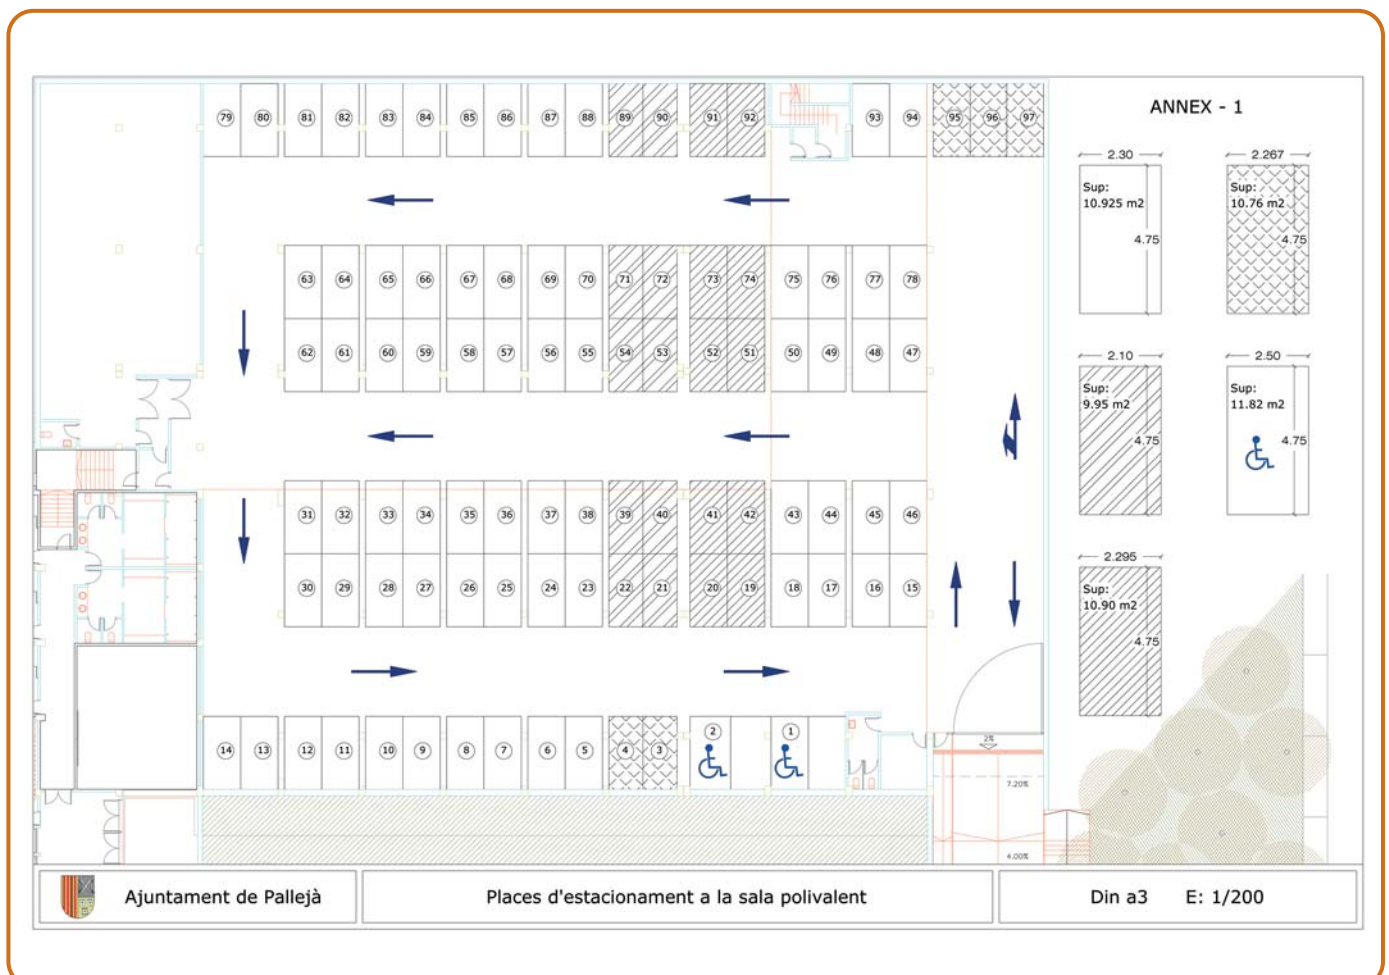 79 80 81 82 83 84 85 86 87 88 89 90 91 92 93 94 95 96 97
63 64 65 66 67 68 69 70 71 72 73 74 75 76 77 78
62 61 60 59 58 57 56 55 54 53 52 51 50 49 48 47
31 32 33 34 35 36 37 38 39 40 41 42 43 44 45 46
30 29 28 27 26 25 24 23 22 21 20 19 18 17 16 15
14 13 12 11 10 9 8 7 6 5 4 3 2 1
2%
7.20%
4.00%
ANNEX - 1
2.30
Sup:
10.925 m2
4.75
2.267
Sup:
10.76 m2
4.75
2.10
Sup:
9.95 m2
4.75
2.50
Sup:
11.82 m2
4.75
2.295
Sup:
10.90 m2
4.75
Ajuntament de Pallejà
Places d'estacionament a la sala polivalent
Din a3 E: 1/200